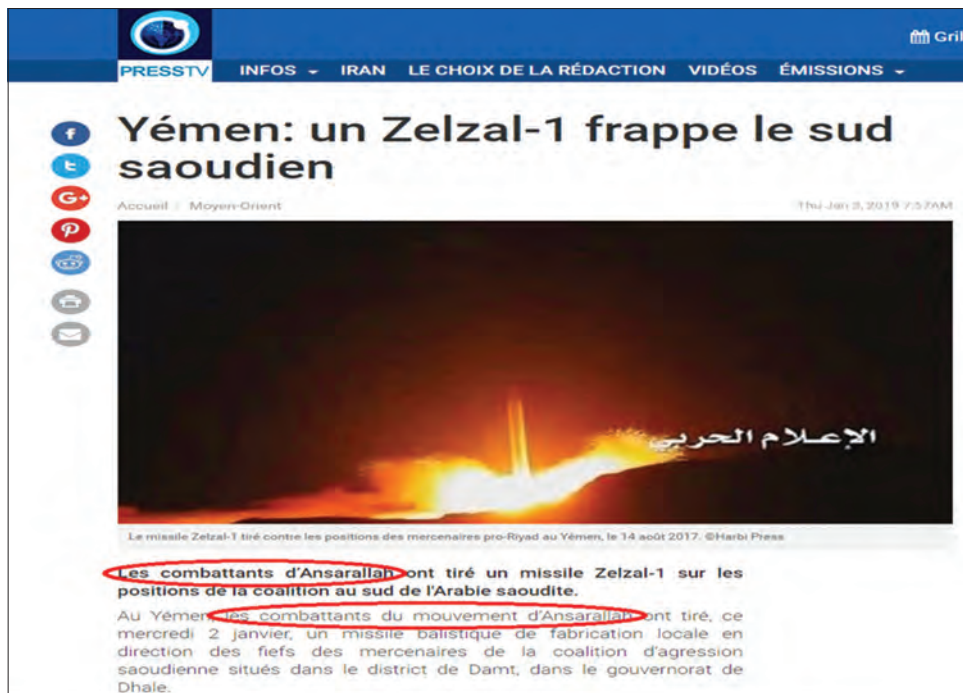 Gril
PRESSTV INFOS IRAN LE CHOIX DE LA RÉDACTION VIDÉOS ÉMISSIONS
Yémen: un Zelzal-1 frappe le sud
saoudien
Accueil / Moyen-Orient Thu Jan 3, 2019 7:57AM
الإعلام الحربي
Le missile Zelzal-1 tiré contre les positions des mercenaires pro-Riyad au Yémen, le 14 août 2017. ©Harbi Press
Les combattants d'Ansarallah ont tiré un missile Zelzal-1 sur les
positions de la coalition au sud de l'Arabie saoudite.
Au Yémen, les combattants du mouvement d'Ansarallah ont tiré, ce
mercredi 2 janvier, un missile balistique de fabrication locale en
direction des fiefs des mercenaires de la coalition d'agression
saoudienne situés dans le district de Damt, dans le gouvernorat de
Dhale.